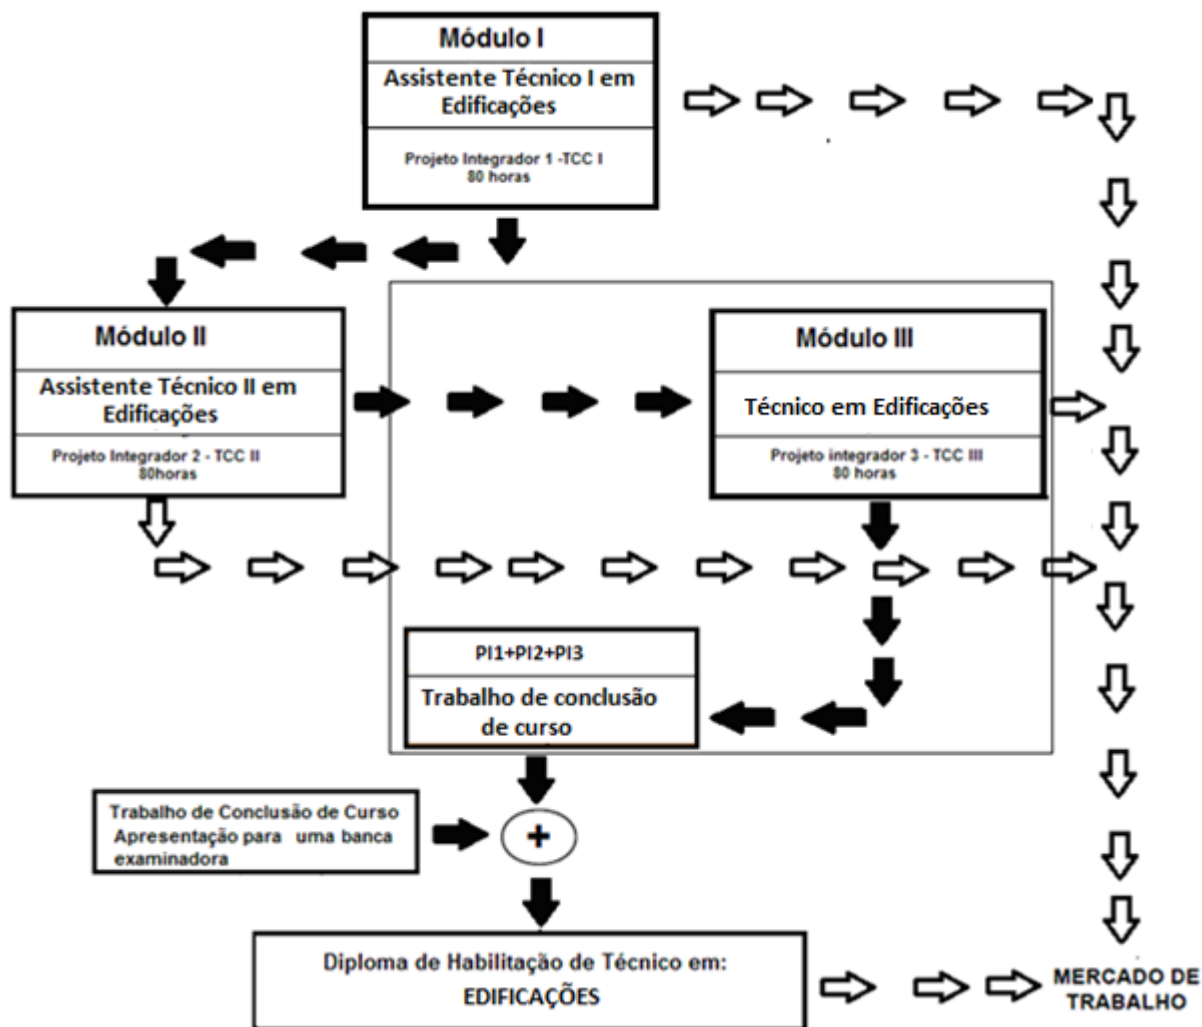 Módulo I
Assistente Técnico I em
Edificações
Projeto Integrador 1 -TCC I
80 horas
Módulo II
Assistente Técnico II em
Edificações
Projeto Integrador 2 - TCC II
80horas
Módulo III
Técnico em Edificações
Projeto integrador 3 - TCC III
80 horas
PI1+PI2+PI3
Trabalho de conclusão
de curso
Trabalho de Conclusão de Curso
Apresentação para uma banca
examinadora
+
Diploma de Habilitação de Técnico em:
EDIFICAÇÕES
MERCADO DE
TRABALHO